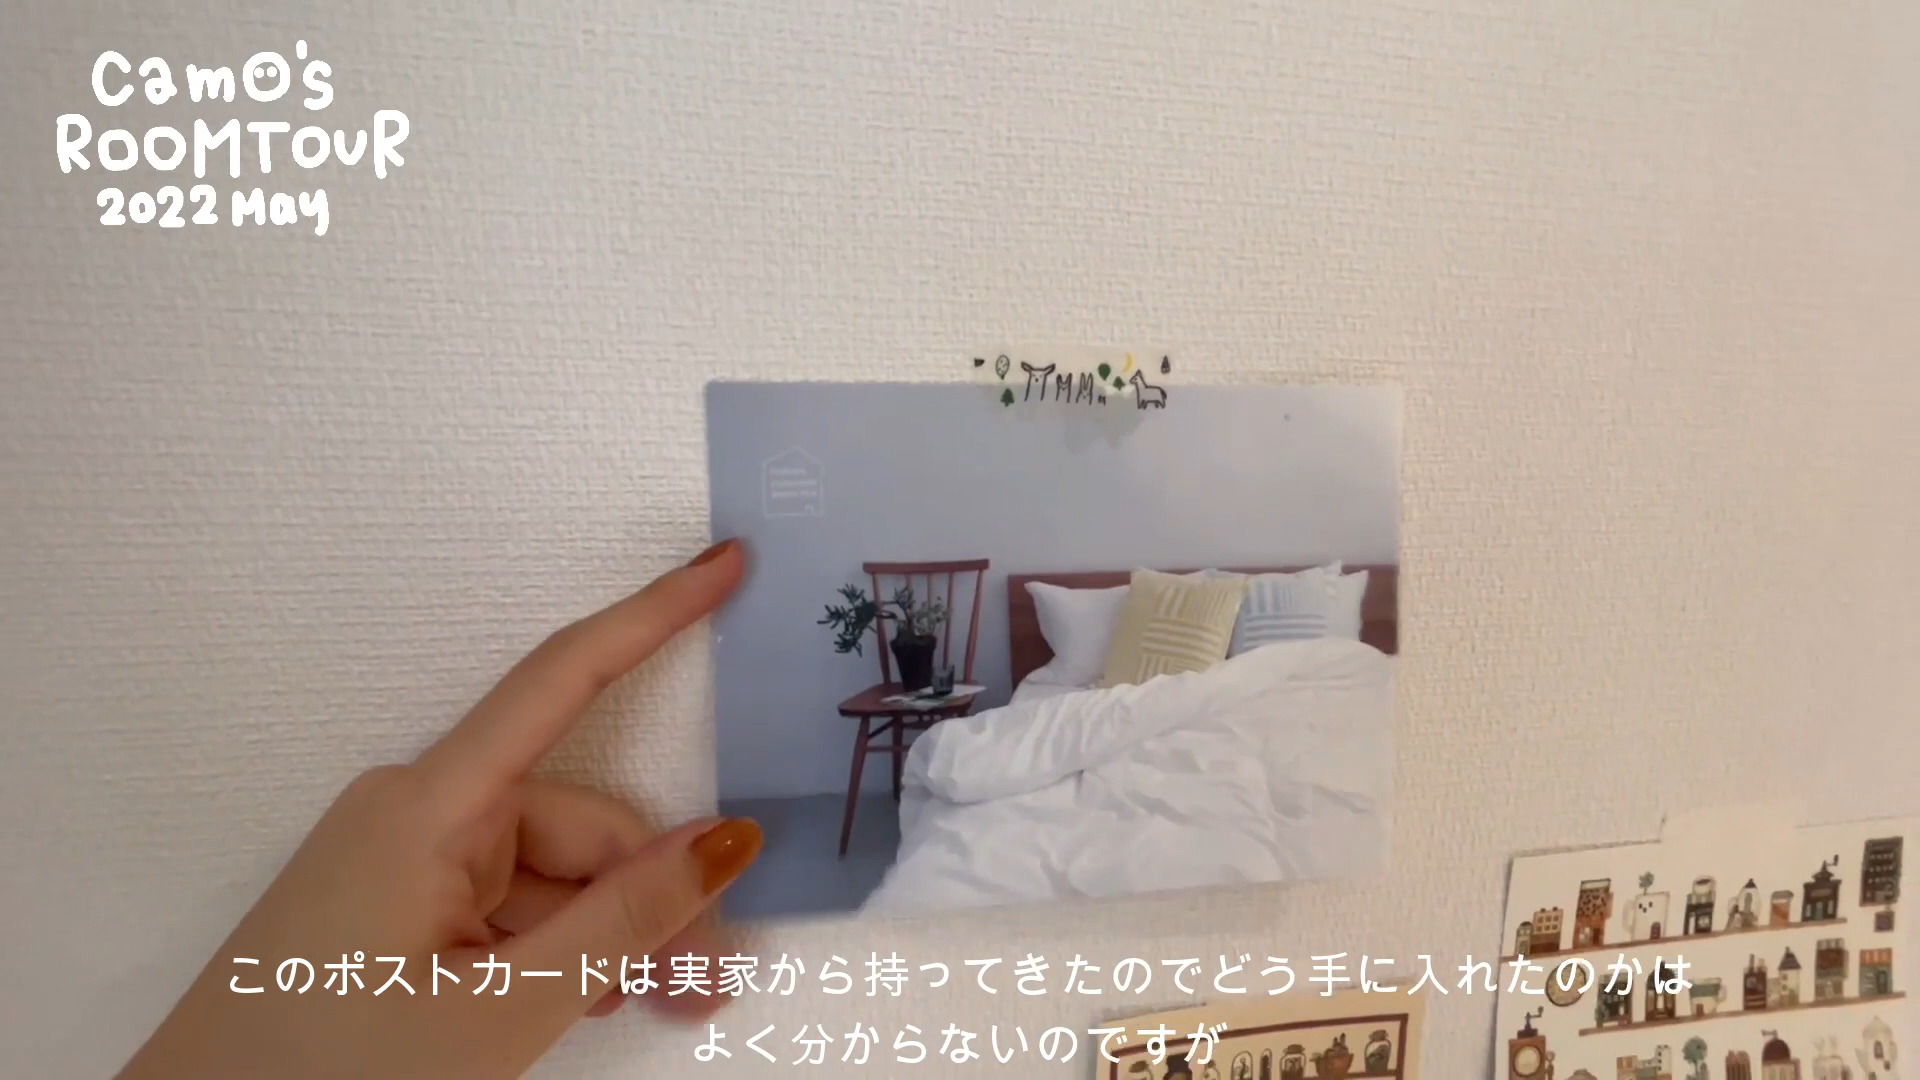 Camo's
ROOMTOUR
2022 May
このポストカードは実家から持ってきたのでどう手に入れたのかは
よく分からないのですが